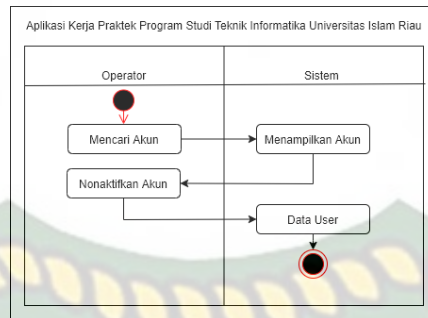 Aplikasi Kerja Praktek Program Studi Teknik Informatika Universitas Islam Riau
Operator
Sistem
Mencari Akun
Menampilkan Akun
Nonaktifkan Akun
Data User